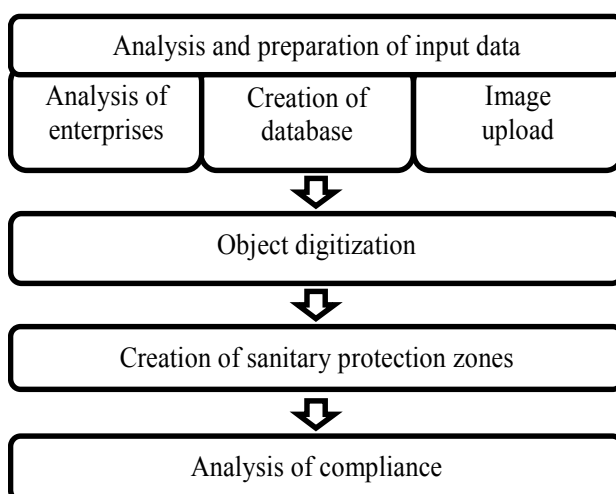 Analysis and preparation of input data
Analysis of
enterprises
Creation of
database
Image
upload
Object digitization
Creation of sanitary protection zones
Analysis of compliance